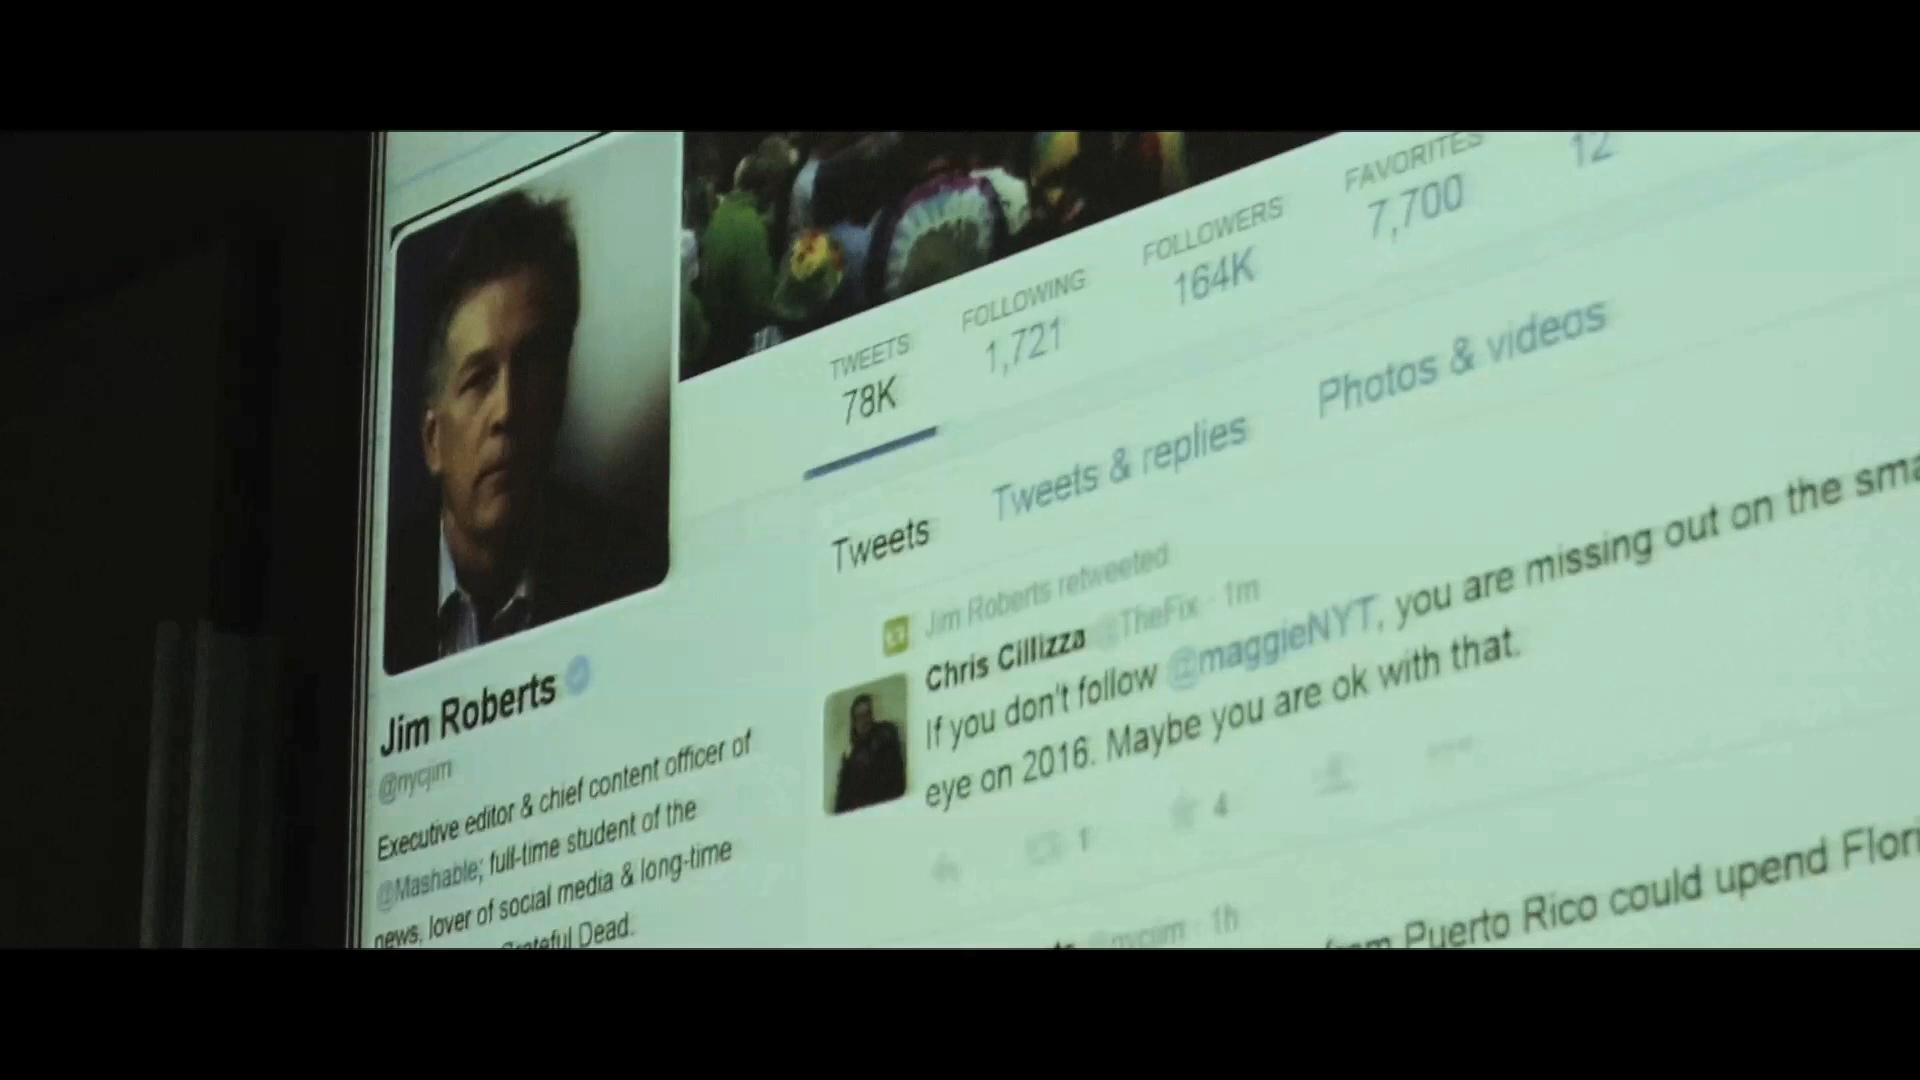 TWEETS
78K
FOLLOWING
1,721
FOLLOWERS
164K
FAVORITES
7,700
12
Tweets
Tweets & replies
Photos & videos
Jim Roberts retweeted
Chris Cillizza @TheFix · 1m
If you don't follow @maggieNYT, you are missing out on the sma
eye on 2016. Maybe you are ok with that.
1
4
@nycjim · 1h
Puerto Rico could upend Flori
Jim Roberts
@nycjim
Executive editor & chief content officer of
@Mashable; full-time student of the
news, lover of social media & long-time
Grateful Dead.